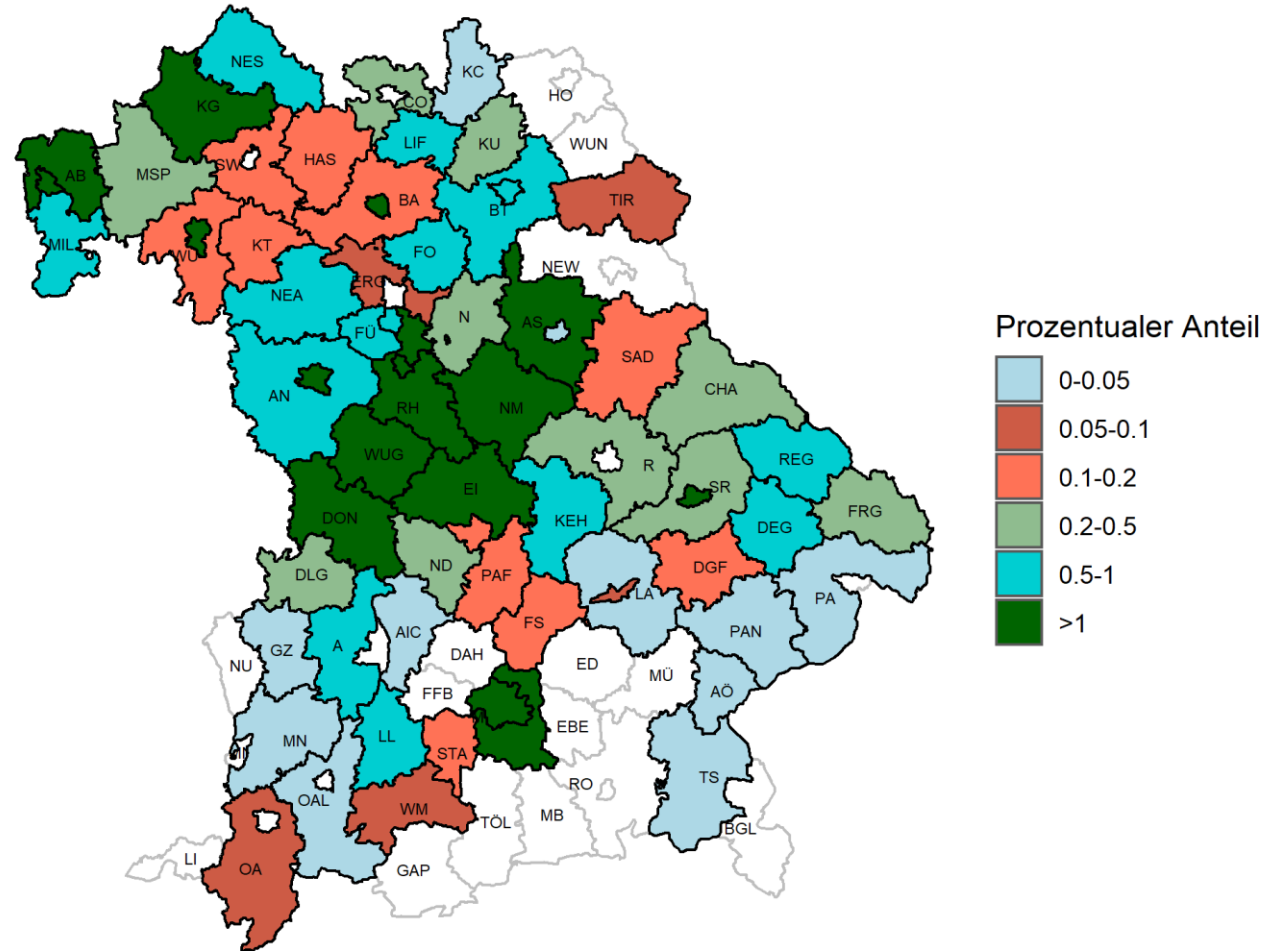 NES
KC
KG
CO
HO
LIF
KU
WUN
AB
MSP
SW
HAS
BA
BT
TIR
MIL
WÜ
KT
FO
ERG
NEW
NEA
FÜ
N
AS
SAD
CHA
AN
RH
NM
WUG
R
REG
EI
SR
DON
KEH
DEG
FRG
DLG
ND
PAF
DGF
LA
PA
FS
PAN
GZ
A
AIC
DAH
NU
ED
MÜ
AÖ
FFB
MN
LL
STA
EBE
TS
OAL
WM
RO
TÖL
MB
BGL
LI
OA
GAP
Prozentualer Anteil
0-0.05
0.05-0.1
0.1-0.2
0.2-0.5
0.5-1
>1